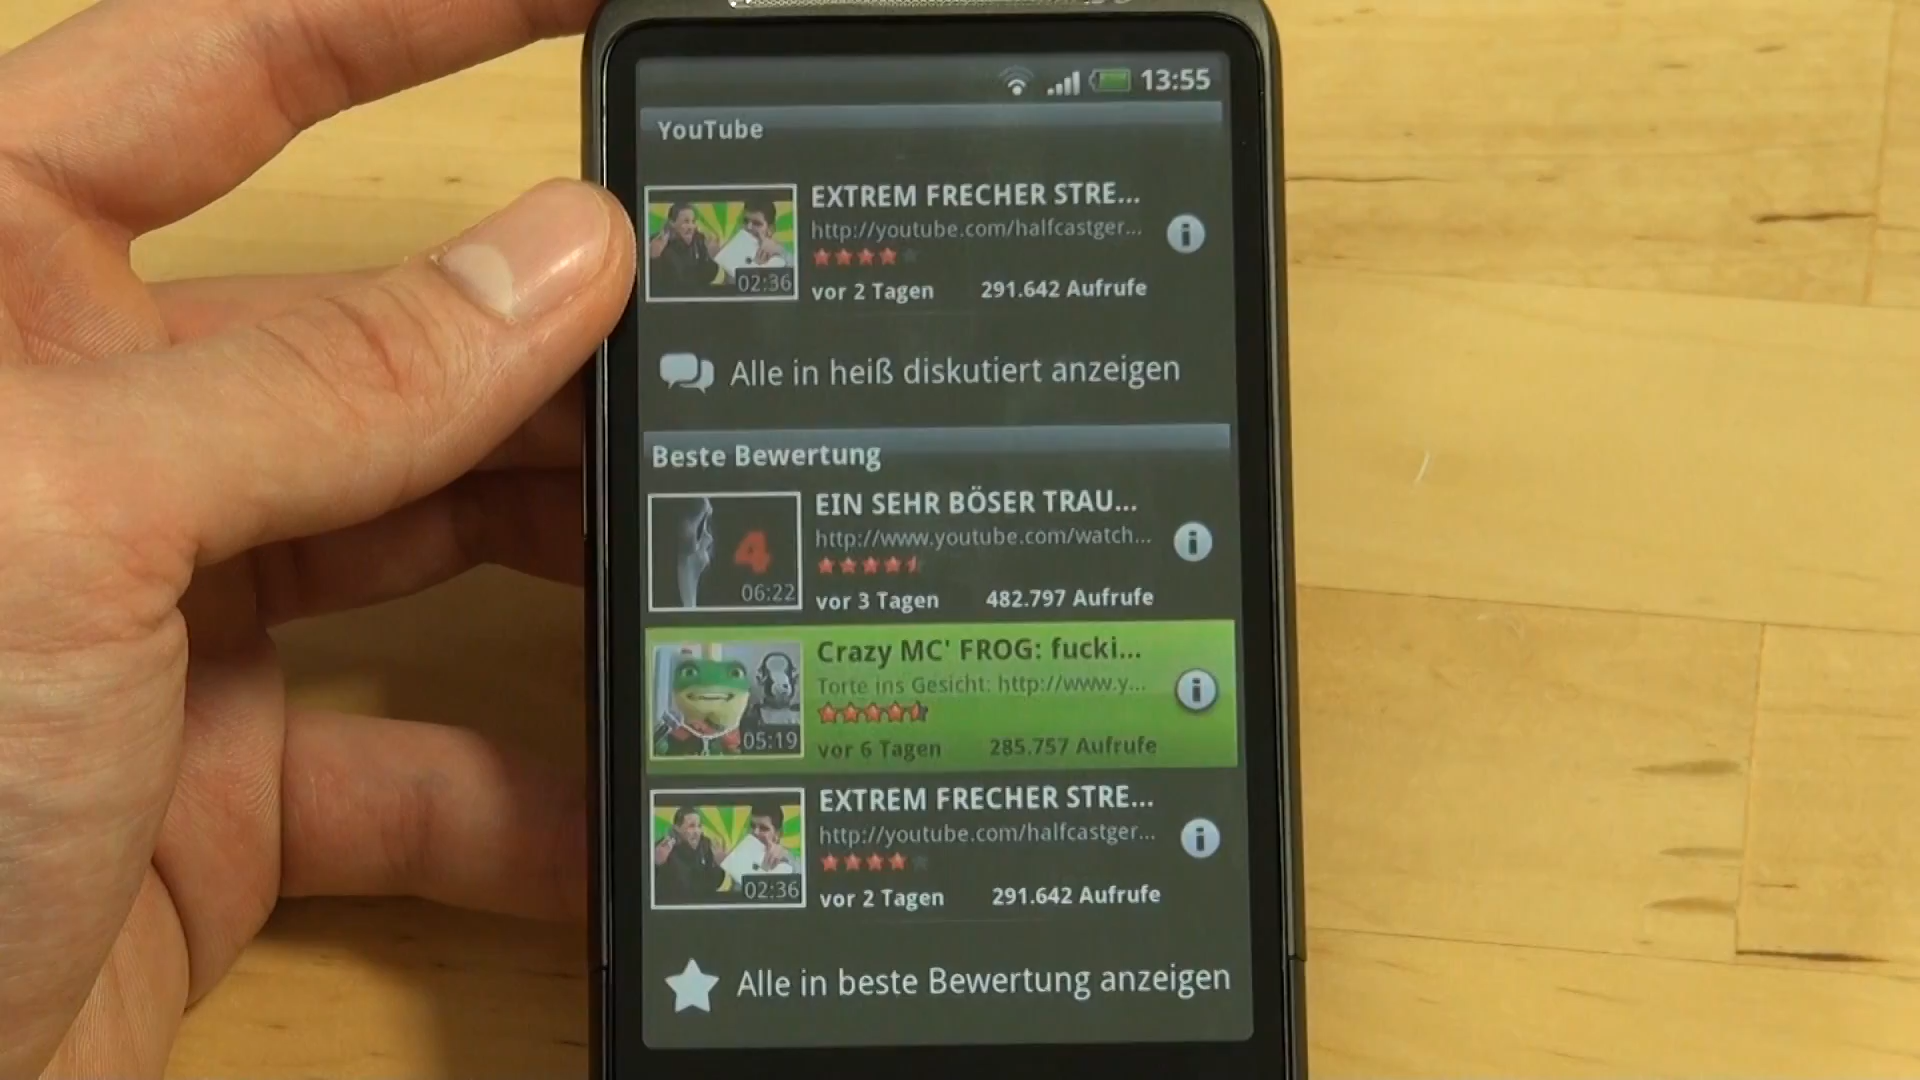 13:55
YouTube
EXTREM FRECHER STRE...
http://youtube.com/halfcastger...
02:36
vor 2 Tagen 291.642 Aufrufe
Alle in heiß diskutiert anzeigen
Beste Bewertung
EIN SEHR BÖSER TRAU...
http://www.youtube.com/watch...
4
06:22
vor 3 Tagen 482.797 Aufrufe
Crazy MC' FROG: fucki...
Torte ins Gesicht: http://www.y...
05:19
vor 6 Tagen 285.757 Aufrufe
EXTREM FRECHER STRE...
http://youtube.com/halfcastger...
02:36
vor 2 Tagen 291.642 Aufrufe
Alle in beste Bewertung anzeigen